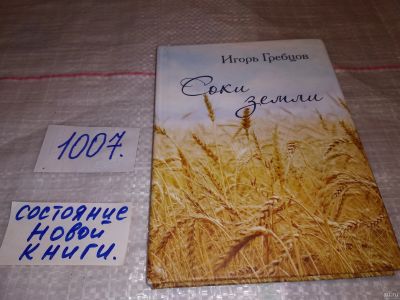 Игорь Гребцов
Соки
земли
1007.
СОСТОЯНИЕ
НОВОЙ
КНИГИ.